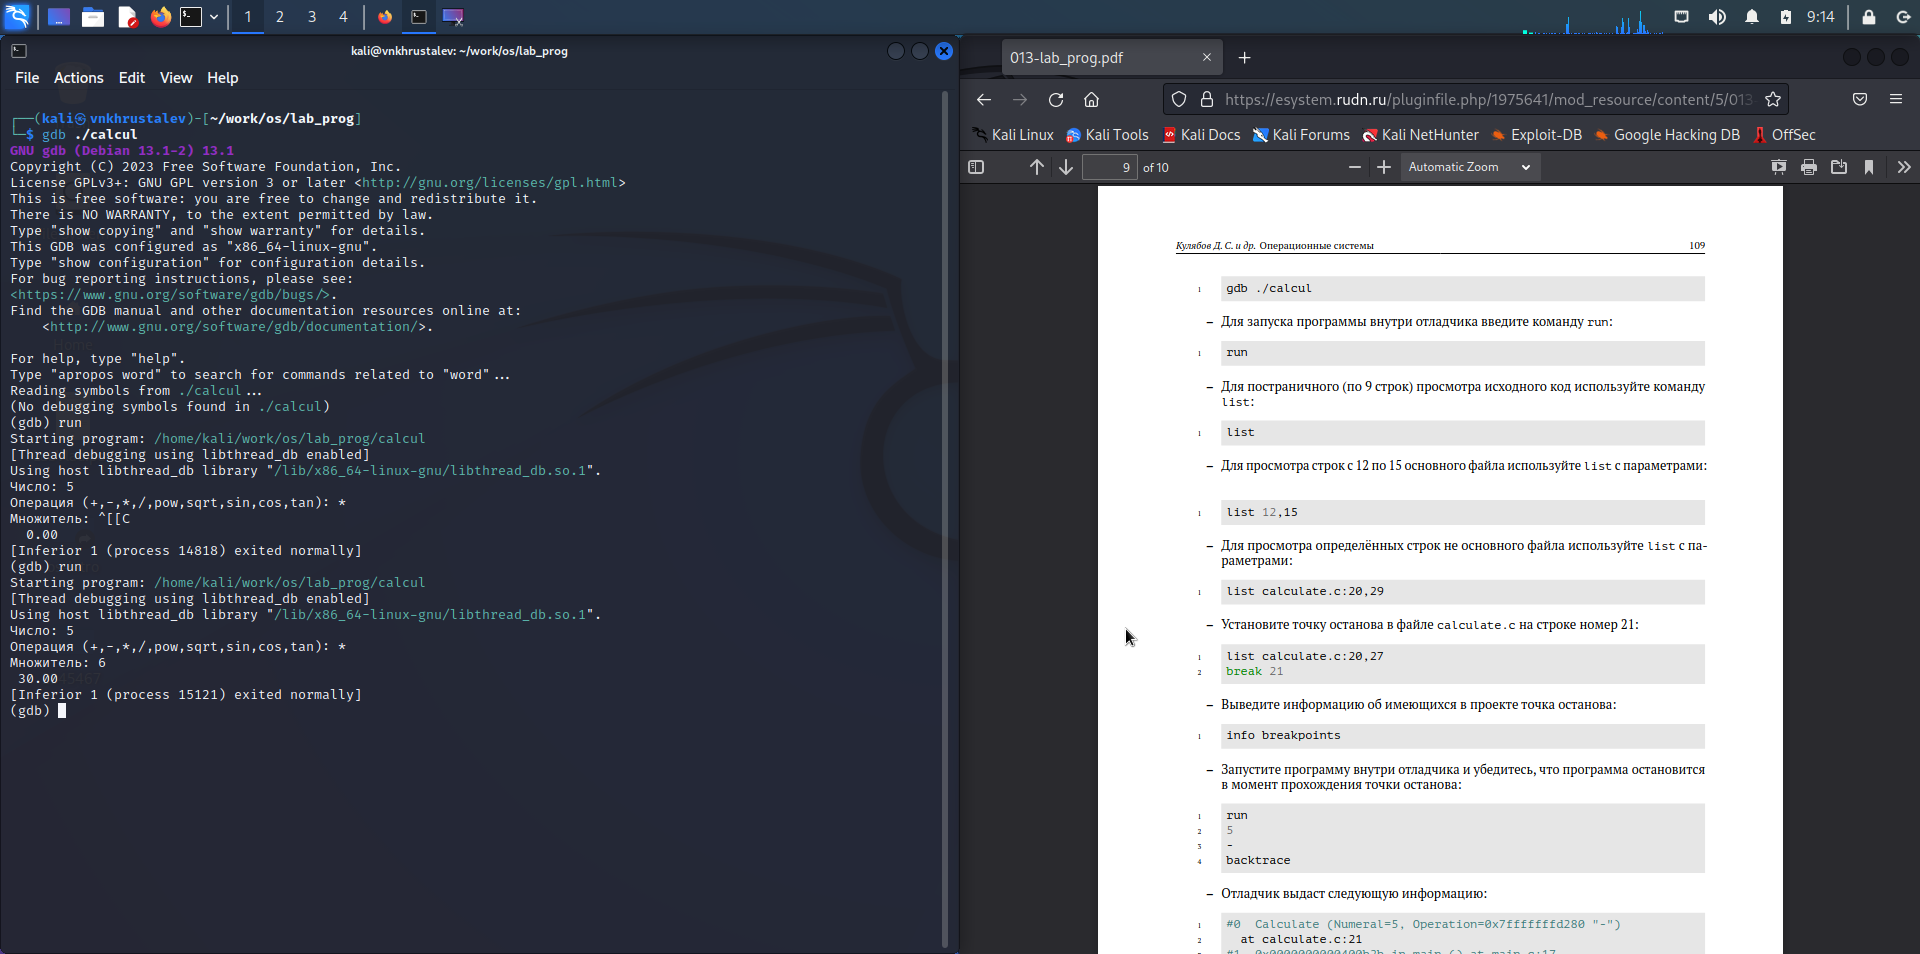 1 2 3 4
9:14
kali@vnkhrustalev: ~/work/os/lab_prog
File Actions Edit View Help
┌──(kali㉿vnkhrustalev)-[~/work/os/lab_prog]
└─$ gdb ./calcul
GNU gdb (Debian 13.1-2) 13.1
Copyright (C) 2023 Free Software Foundation, Inc.
License GPLv3+: GNU GPL version 3 or later <http://gnu.org/licenses/gpl.html>
This is free software: you are free to change and redistribute it.
There is NO WARRANTY, to the extent permitted by law.
Type "show copying" and "show warranty" for details.
This GDB was configured as "x86_64-linux-gnu".
Type "show configuration" for configuration details.
For bug reporting instructions, please see:
<https://www.gnu.org/software/gdb/bugs/>.
Find the GDB manual and other documentation resources online at:
    <http://www.gnu.org/software/gdb/documentation/>.
For help, type "help".
Type "apropos word" to search for commands related to "word"...
Reading symbols from ./calcul...
(No debugging symbols found in ./calcul)
(gdb) run
Starting program: /home/kali/work/os/lab_prog/calcul
[Thread debugging using libthread_db enabled]
Using host libthread_db library "/lib/x86_64-linux-gnu/libthread_db.so.1".
Число: 5
Операция (+,-,*,/,pow,sqrt,sin,cos,tan): *
Множитель: ^[[C
  0.00
[Inferior 1 (process 14818) exited normally]
(gdb) run
Starting program: /home/kali/work/os/lab_prog/calcul
[Thread debugging using libthread_db enabled]
Using host libthread_db library "/lib/x86_64-linux-gnu/libthread_db.so.1".
Число: 5
Операция (+,-,*,/,pow,sqrt,sin,cos,tan): *
Множитель: 6
 30.00
[Inferior 1 (process 15121) exited normally]
(gdb)
013-lab_prog.pdf
https://esystem.rudn.ru/pluginfile.php/1975641/mod_resource/content/5/013
Kali Linux Kali Tools Kali Docs Kali Forums Kali NetHunter Exploit-DB Google Hacking DB OffSec
9 of 10 Automatic Zoom
Кулябов Д. С. и др. Операционные системы 109
1 gdb ./calcul
– Для запуска программы внутри отладчика введите команду run:
1 run
– Для постраничного (по 9 строк) просмотра исходного код используйте команду
list:
1 list
– Для просмотра строк с 12 по 15 основного файла используйте list с параметрами:
1 list 12,15
– Для просмотра определённых строк не основного файла используйте list с па-
раметрами:
1 list calculate.c:20,29
– Установите точку останова в файле calculate.c на строке номер 21:
1 list calculate.c:20,27
2 break 21
– Выведите информацию об имеющихся в проекте точка останова:
1 info breakpoints
– Запустите программу внутри отладчика и убедитесь, что программа остановится
в момент прохождения точки останова:
1 run
2 5
3 -
4 backtrace
– Отладчик выдаст следующую информацию:
1 #0  Calculate (Numeral=5, Operation=0x7fffffffd280 "-")
2   at calculate.c:21